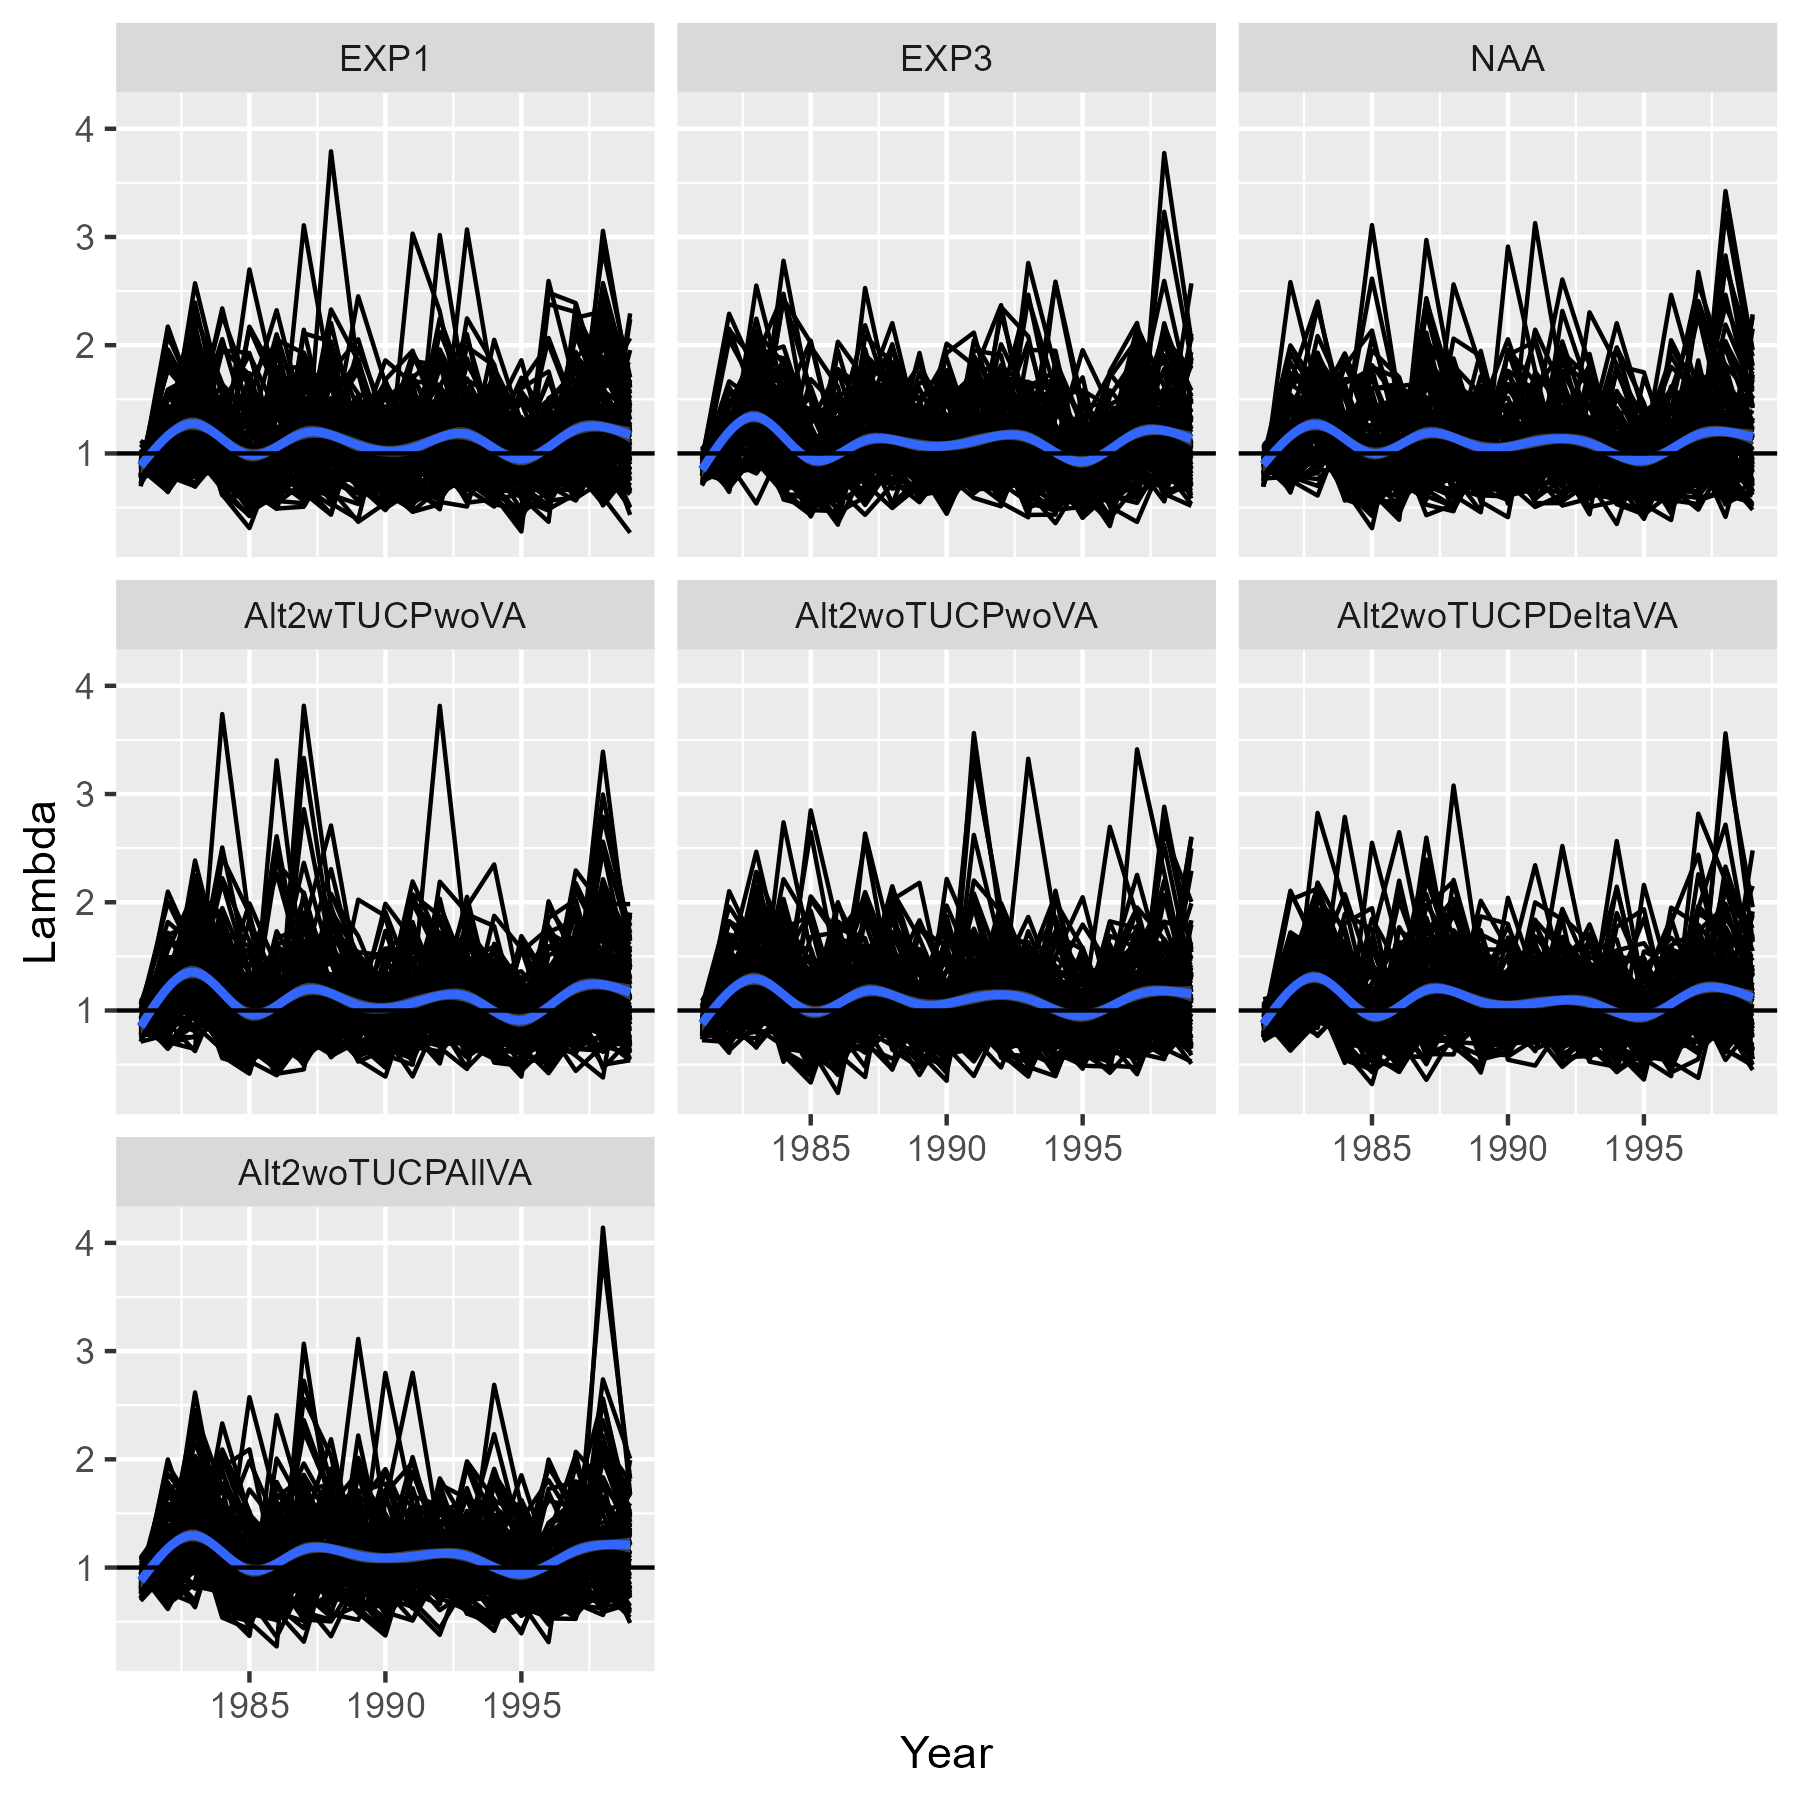 EXP1 EXP3 NAA
4
3
2
1
Alt2wTUCPwoVA Alt2woTUCPwoVA Alt2woTUCPDeltaVA
4
3
2
1
Lambda
1985 1990 1995 1985 1990 1995
Alt2woTUCPAllVA
4
3
2
1
1985 1990 1995
Year